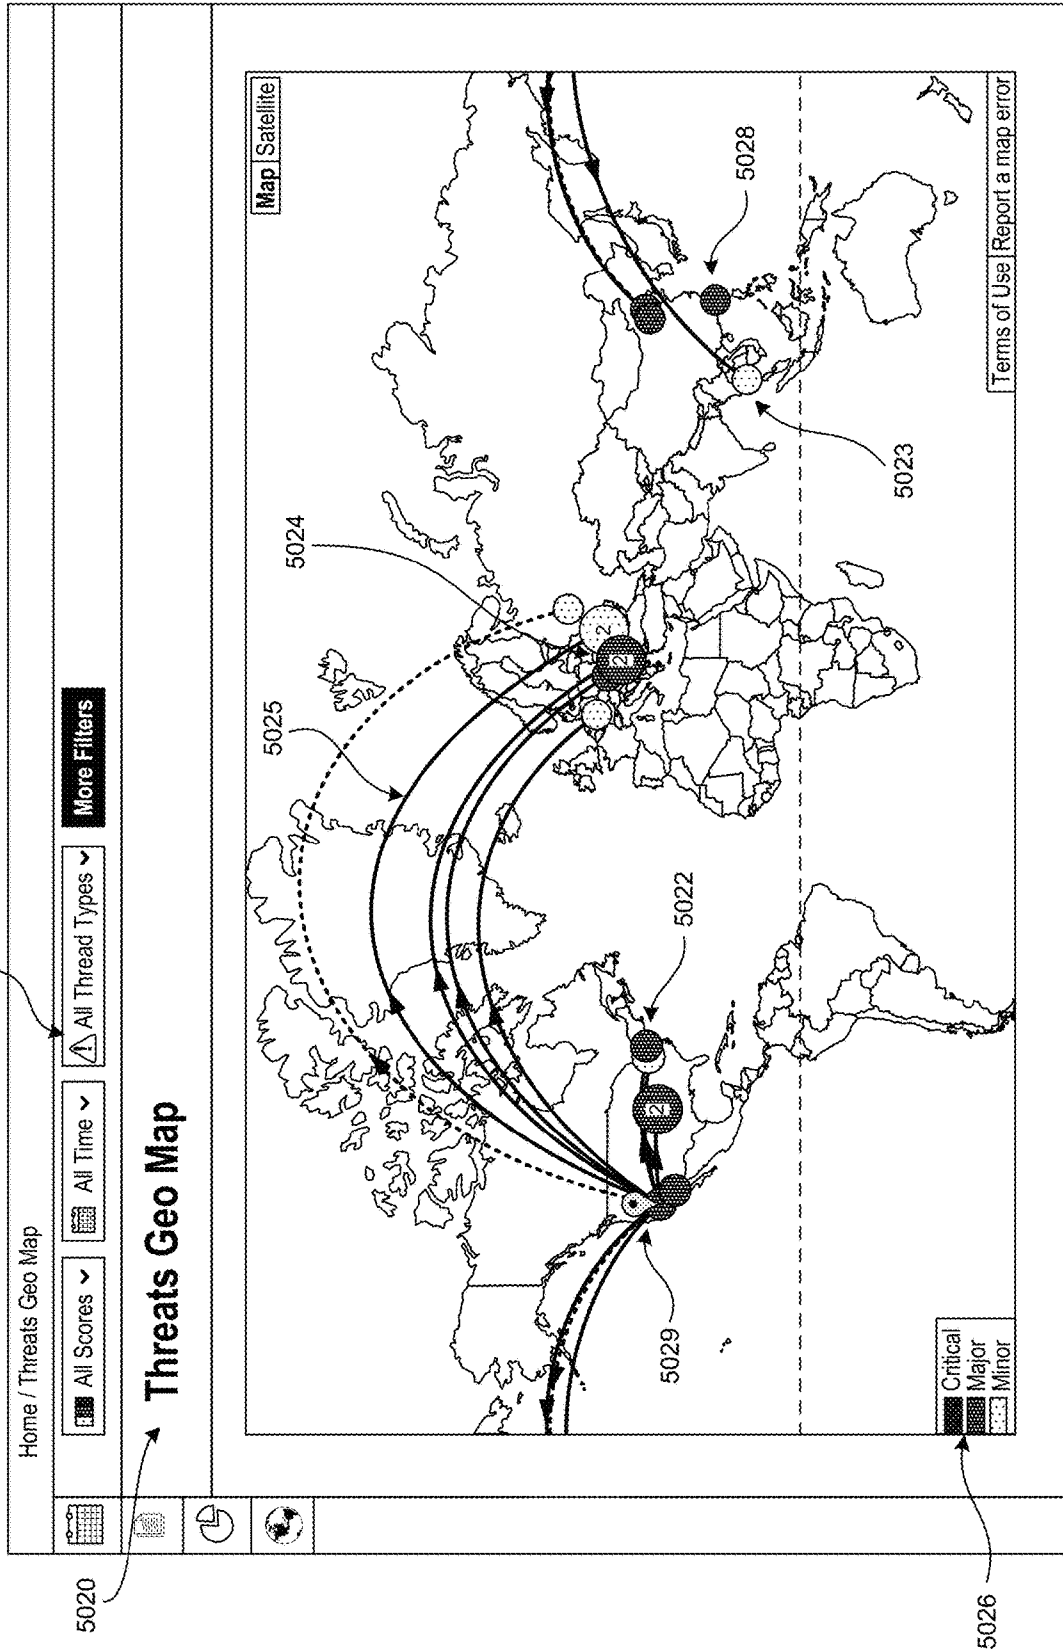 Home / Threats Geo Map
All Scores
All Time
All Thread Types
More Filters
5020
Threats Geo Map
Map Satellite
5025
5024
2
2
5028
5029
2
5022
5023
5026
Critical
Major
Minor
Terms of Use Report a map error